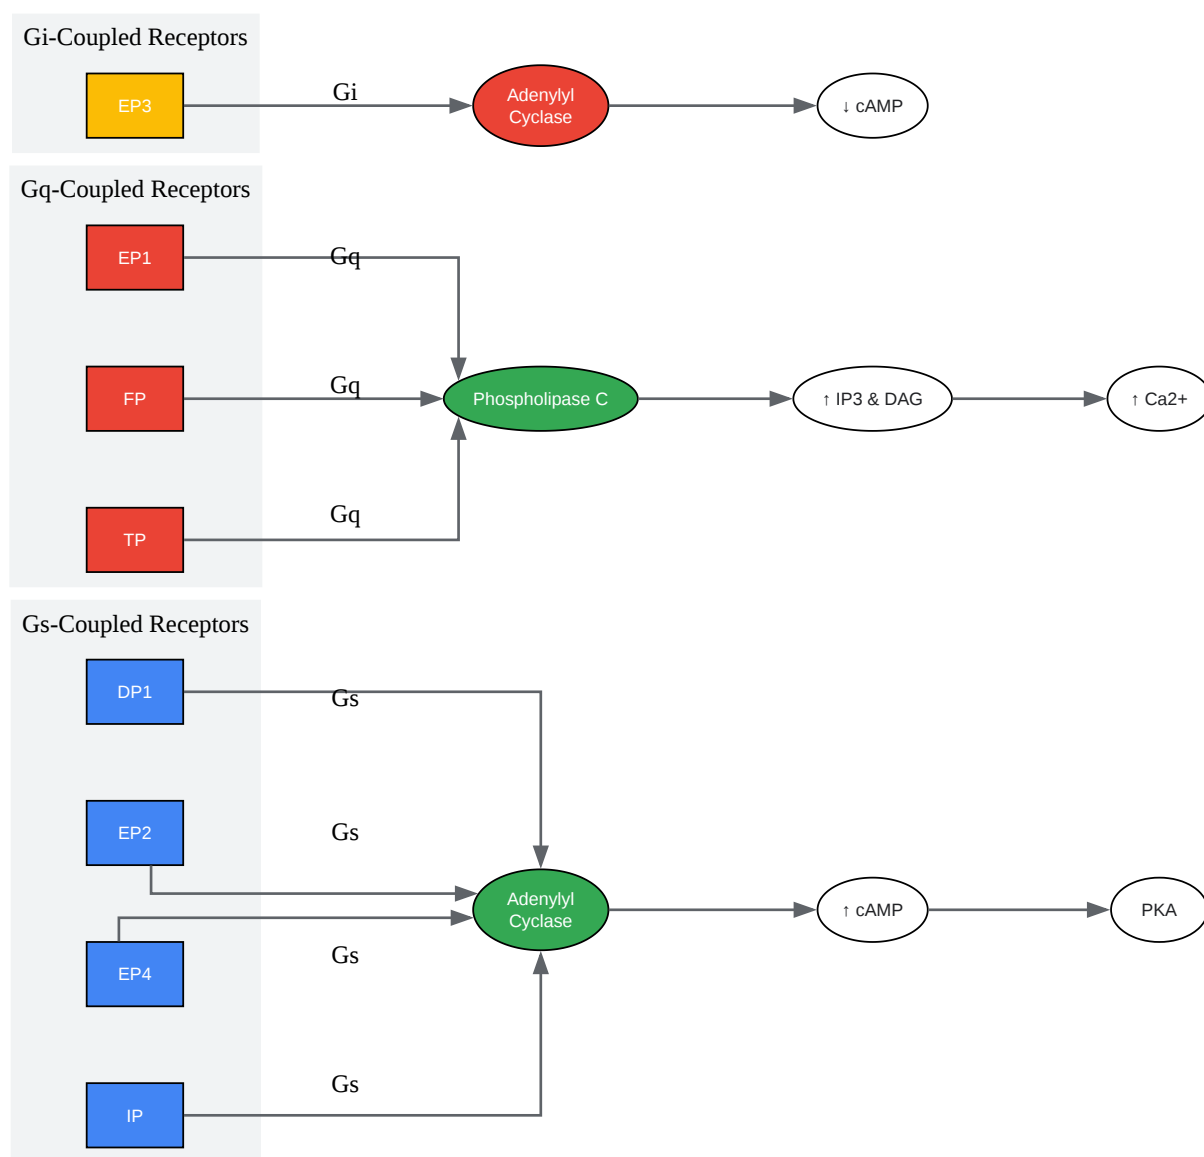 Gi-Coupled Receptors
EP3
Gi
Adenylyl
Cyclase
↓ cAMP
Gq-Coupled Receptors
EP1
Gq
FP
Gq
Phospholipase C
↑ IP3 & DAG
↑ Ca2+
TP
Gq
Gs-Coupled Receptors
DP1
Gs
EP2
Gs
Adenylyl
Cyclase
↑ cAMP
PKA
EP4
Gs
IP
Gs